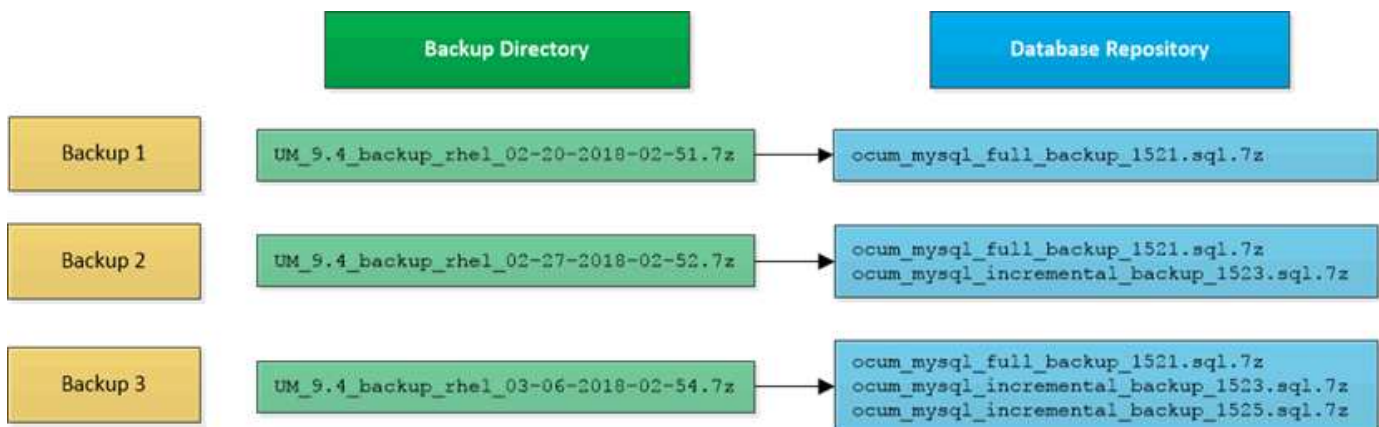 Backup Directory
Database Repository
Backup 1
UM_9.4_backup_rhel_02-20-2018-02-51.7z
ocum_mysql_full_backup_1521.sql.7z
Backup 2
UM_9.4_backup_rhel_02-27-2018-02-52.7z
ocum_mysql_full_backup_1521.sql.7z
ocum_mysql_incremental_backup_1523.sql.7z
Backup 3
UM_9.4_backup_rhel_03-06-2018-02-54.7z
ocum_mysql_full_backup_1521.sql.7z
ocum_mysql_incremental_backup_1523.sql.7z
ocum_mysql_incremental_backup_1525.sql.7z